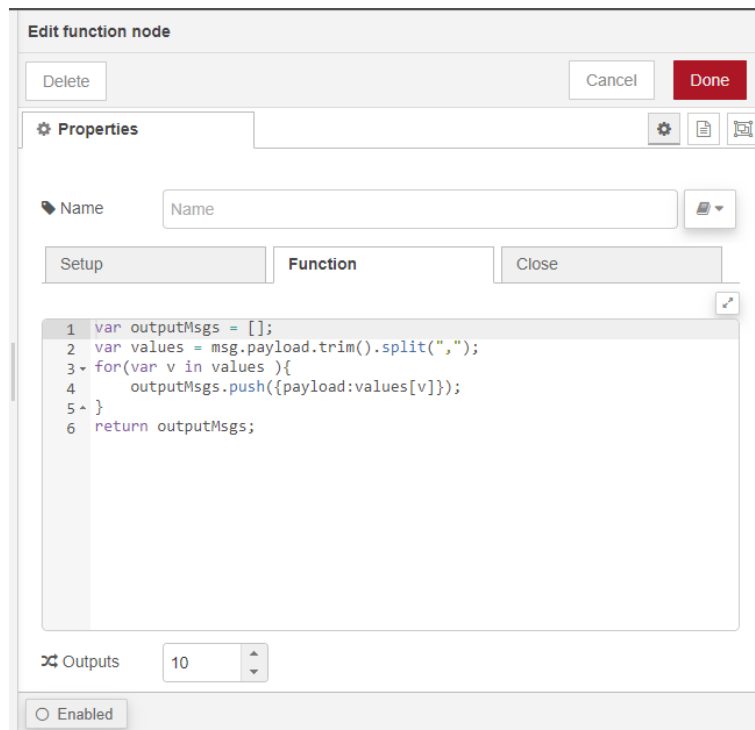 Edit function node
Delete Cancel Done
Properties
Name Name
Setup Function Close
1 var outputMsgs = [];
2 var values = msg.payload.trim().split(",");
3 for(var v in values ){
4     outputMsgs.push({payload:values[v]});
5 }
6 return outputMsgs;
Outputs 10
Enabled